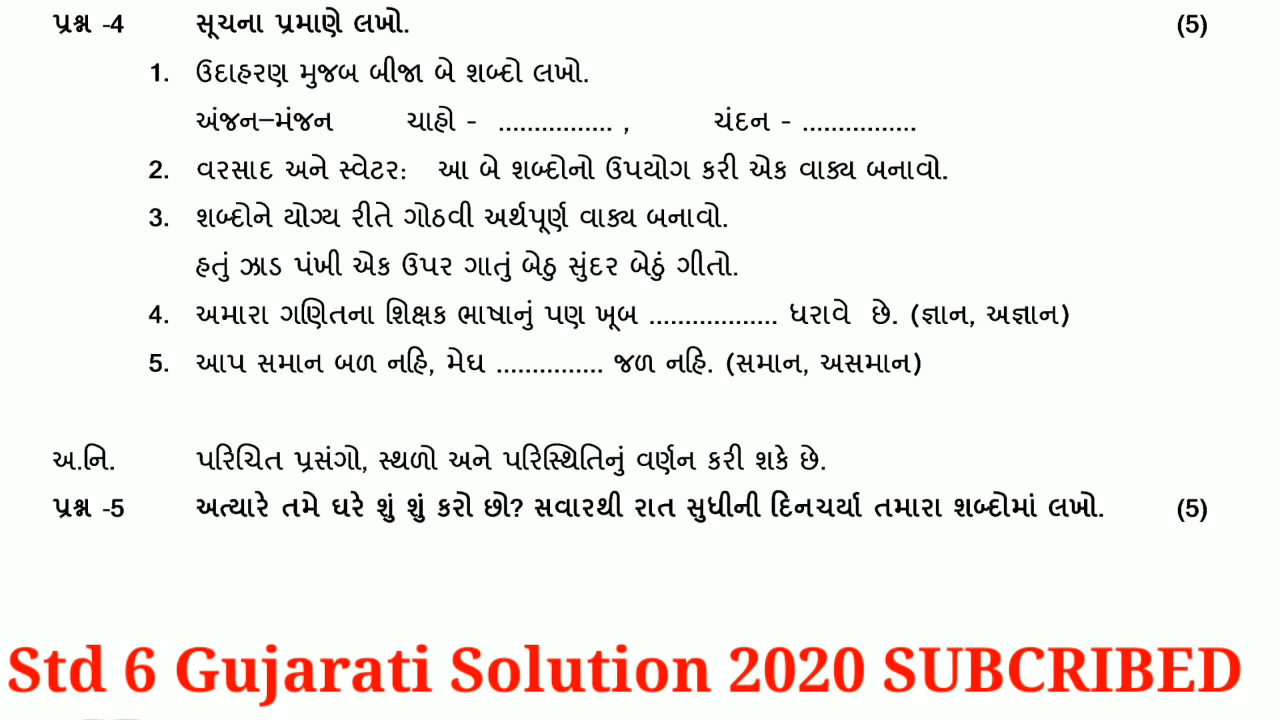 પ્રશ્ન -4 સૂચના પ્રમાણે લખો. (5)
1. ઉદાહરણ મુજબ બીજા બે શબ્દો લખો.
અંજન–મંજન ચાહો - ................ , ચંદન - ................
2. વરસાદ અને સ્વેટર: આ બે શબ્દોનો ઉપયોગ કરી એક વાક્ય બનાવો.
3. શબ્દોને યોગ્ય રીતે ગોઠવી અર્થપૂર્ણ વાક્ય બનાવો.
હતું ઝાડ પંખી એક ઉપર ગાતું બેઠુ સુંદર બેઠું ગીતો.
4. અમારા ગણિતના શિક્ષક ભાષાનું પણ ખૂબ .................. ધરાવે છે. (જ્ઞાન, અજ્ઞાન)
5. આપ સમાન બળ નહિ, મેઘ ............... જળ નહિ. (સમાન, અસમાન)
અ.નિ. પરિચિત પ્રસંગો, સ્થળો અને પરિસ્થિતિનું વર્ણન કરી શકે છે.
પ્રશ્ન -5 અત્યારે તમે ઘરે શું શું કરો છો? સવારથી રાત સુધીની દિનચર્યા તમારા શબ્દોમાં લખો. (5)
Std 6 Gujarati Solution 2020 SUBCRIBED